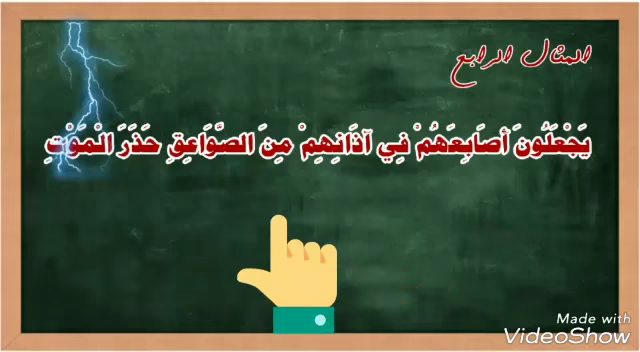 المثال الرابع
يَجْعَلُونَ أَصَابِعَهُمْ فِي آذَانِهِمْ مِنَ الصَّوَاعِقِ حَذَرَ الْمَوْتِ
Made with
VideoShow